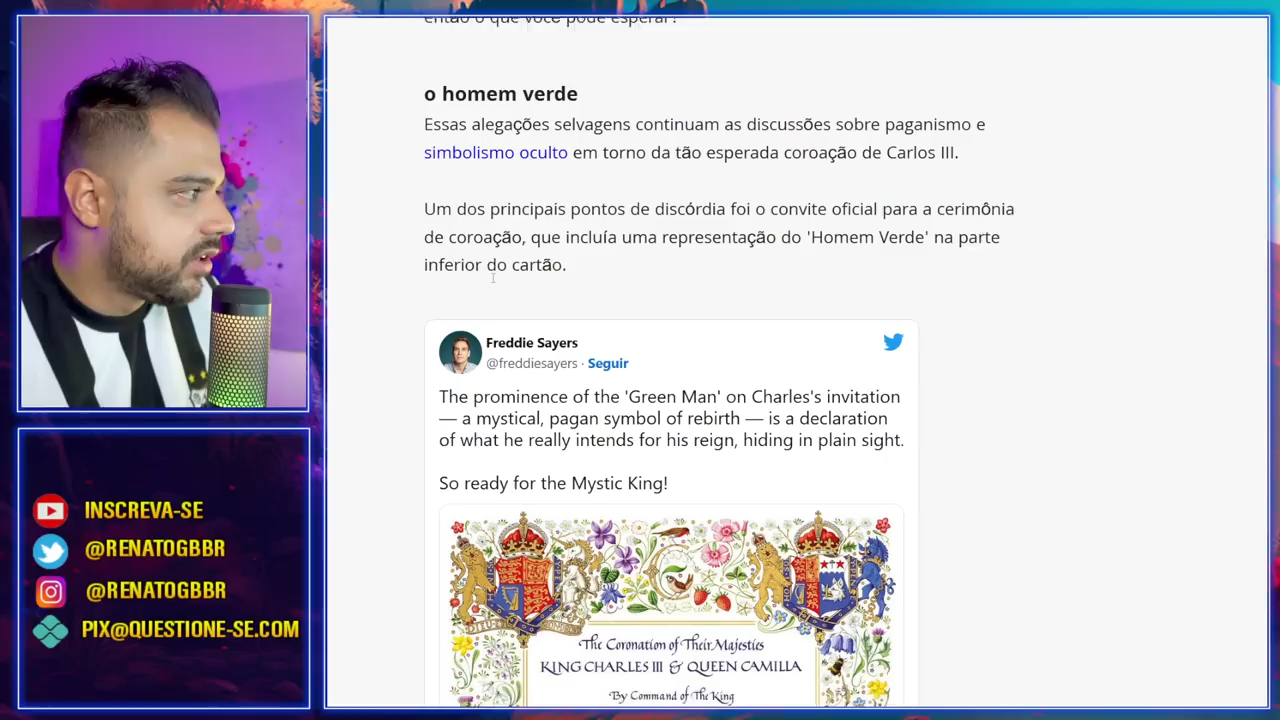 então o que você pode esperar?
o homem verde
Essas alegações selvagens continuam as discussões sobre paganismo e
simbolismo oculto em torno da tão esperada coroação de Carlos III.
Um dos principais pontos de discórdia foi o convite oficial para a cerimônia
de coroação, que incluía uma representação do 'Homem Verde' na parte
inferior do cartão.
Freddie Sayers
@freddiesayers · Seguir
The prominence of the 'Green Man' on Charles's invitation
— a mystical, pagan symbol of rebirth — is a declaration
of what he really intends for his reign, hiding in plain sight.
So ready for the Mystic King!
The Coronation of Their Majesties
KING CHARLES III & QUEEN CAMILLA
By Command of The King
INSCREVA-SE
@RENATOGBBR
@RENATOGBBR
PIX@QUESTIONE-SE.COM